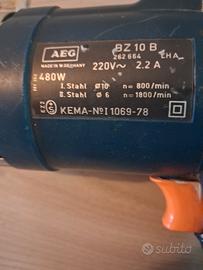 AEG
BZ 10 B
262 664
EHA
MADE IN W.GERMANY
220V~ 2.2 A
480W
I. Stahl Ø10 n= 800/min
II. Stahl Ø 6 n=1800/min
KEMA-Nº I 1069-78
subito